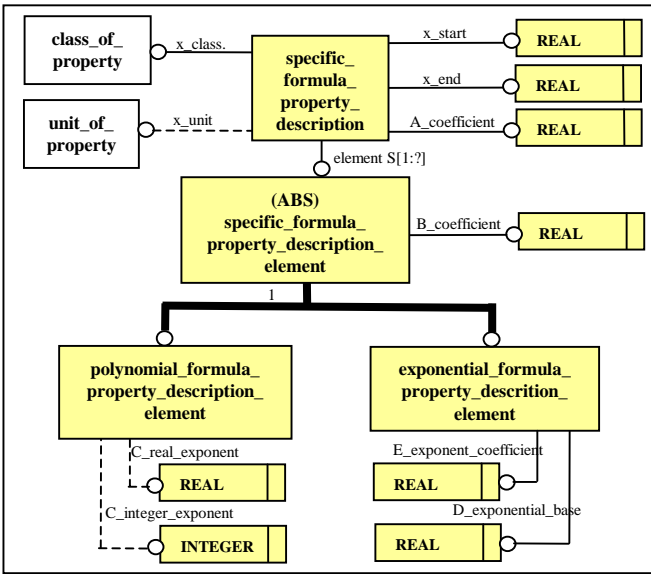 class_of_
property
x_class.
specific_
formula_
property_
description
x_start
REAL
x_end
REAL
A_coefficient
REAL
unit_of_
property
x_unit
element S[1:?]
(ABS)
specific_formula_
property_description_
element
B_coefficient
REAL
1
polynomial_formula_
property_description_
element
exponential_formula_
property_descrition_
element
C_real_exponent
REAL
C_integer_exponent
INTEGER
E_exponent_coefficient
REAL
D_exponential_base
REAL